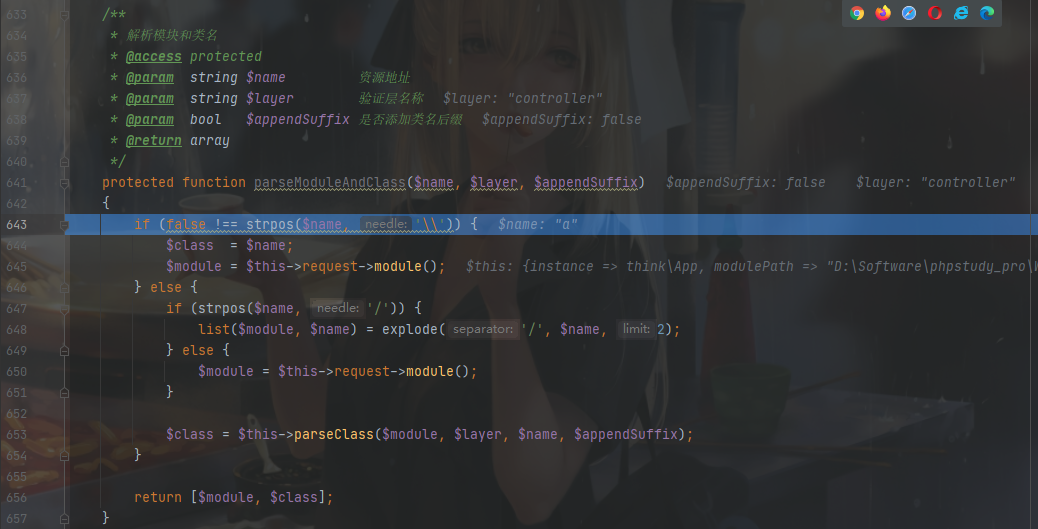 633 /**
634 * 解析模块和类名
635 * @access protected
636 * @param string $name 资源地址
637 * @param string $layer 验证层名称 $layer: "controller"
638 * @param bool $appendSuffix 是否添加类名后缀 $appendSuffix: false
639 * @return array
640 */
641 protected function parseModuleAndClass($name, $layer, $appendSuffix) $appendSuffix: false $layer: "controller"
642 {
643 if (false !== strpos($name, needle: '\\')) { $name: "a"
644 $class = $name;
645 $module = $this->request->module(); $this: {instance => think\App, modulePath => "D:\Software\phpstudy_pro\
646 } else {
647 if (strpos($name, needle: '/')) {
648 list($module, $name) = explode( separator: '/', $name, limit: 2);
649 } else {
650 $module = $this->request->module();
651 }
652
653 $class = $this->parseClass($module, $layer, $name, $appendSuffix);
654 }
655
656 return [$module, $class];
657 }